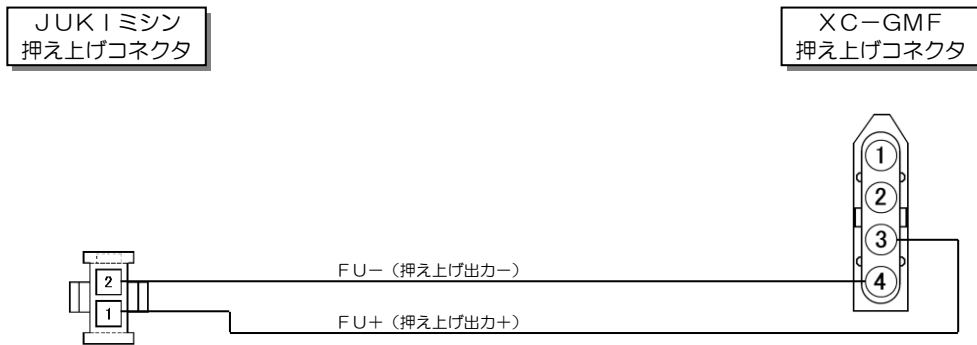 JUKIミシン
押え上げコネクタ
XC-GMF
押え上げコネクタ
1
2
3
4
2
1
FU－（押え上げ出力－）
FU＋（押え上げ出力＋）